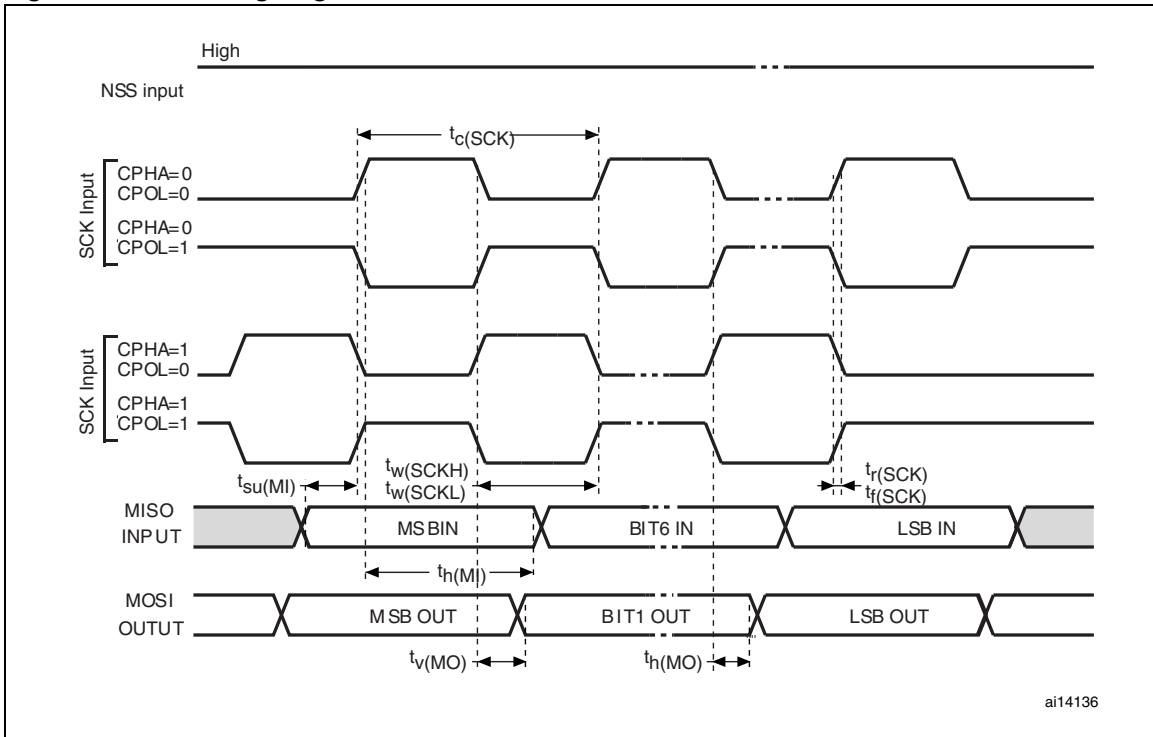 High
NSS input
tc(SCK)
SCK Input
CPHA=0
CPOL=0
CPHA=0
CPOL=1
SCK Input
CPHA=1
CPOL=0
CPHA=1
CPOL=1
tsu(MI)
tw(SCKH)
tw(SCKL)
tr(SCK)
tf(SCK)
MISO
INPUT
MSBIN
BIT6 IN
LSB IN
th(MI)
MOSI
OUTUT
MSB OUT
BIT1 OUT
LSB OUT
tv(MO)
th(MO)
ai14136